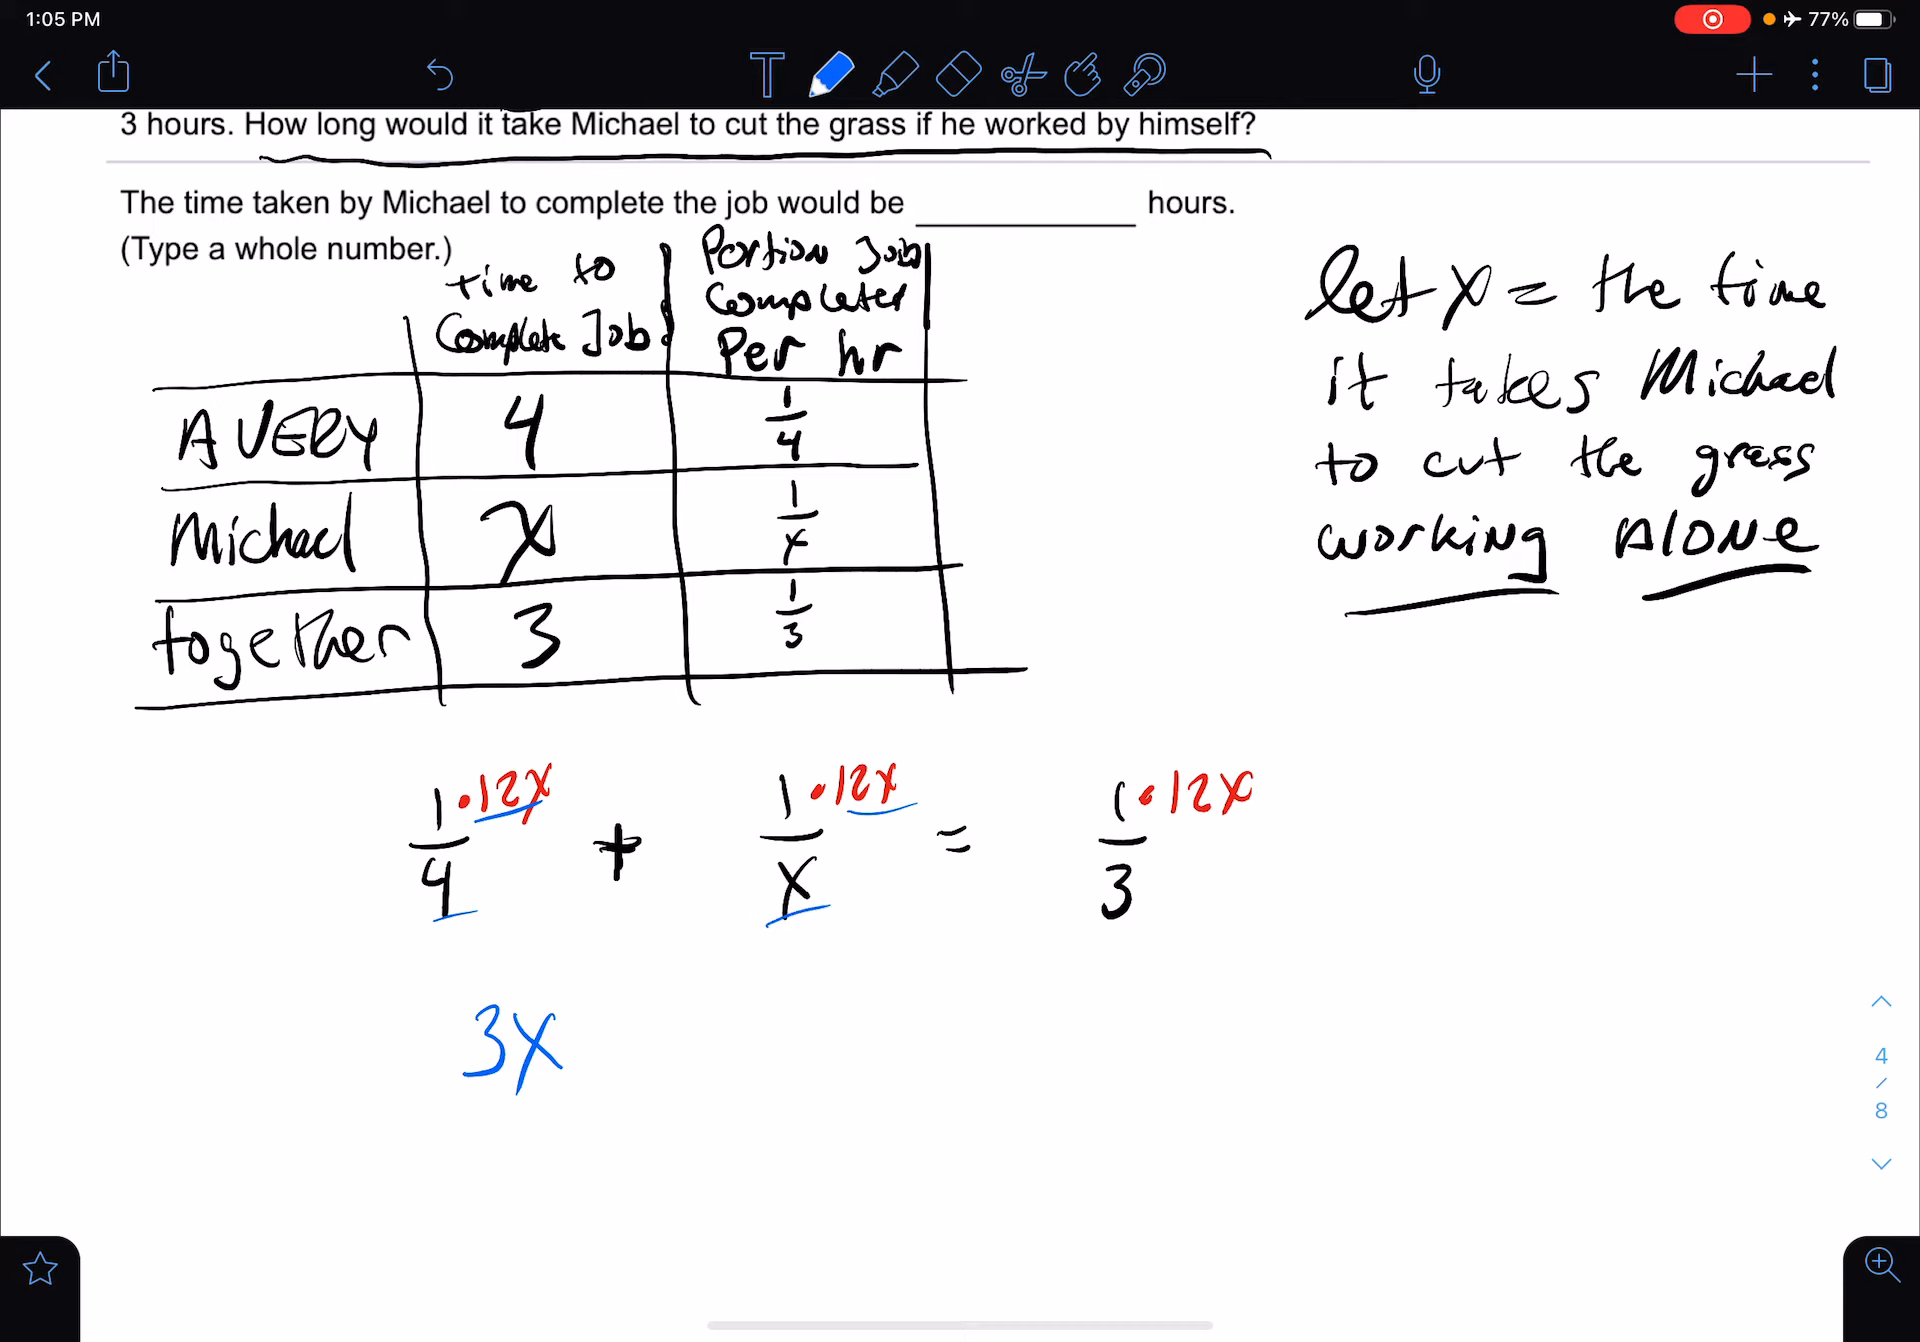 1:05 PM
77%
3 hours. How long would it take Michael to cut the grass if he worked by himself?
The time taken by Michael to complete the job would be ____________ hours.
(Type a whole number.)
time to
Complete Job
Portion Job
Completed
Per hr
AVERY 4 1/4
Michael x 1/x
together 3 1/3
let x = the time
it takes Michael
to cut the grass
working ALONE
1/4 • 12x + 1/x • 12x = 1/3 • 12x
3x
4
/
8